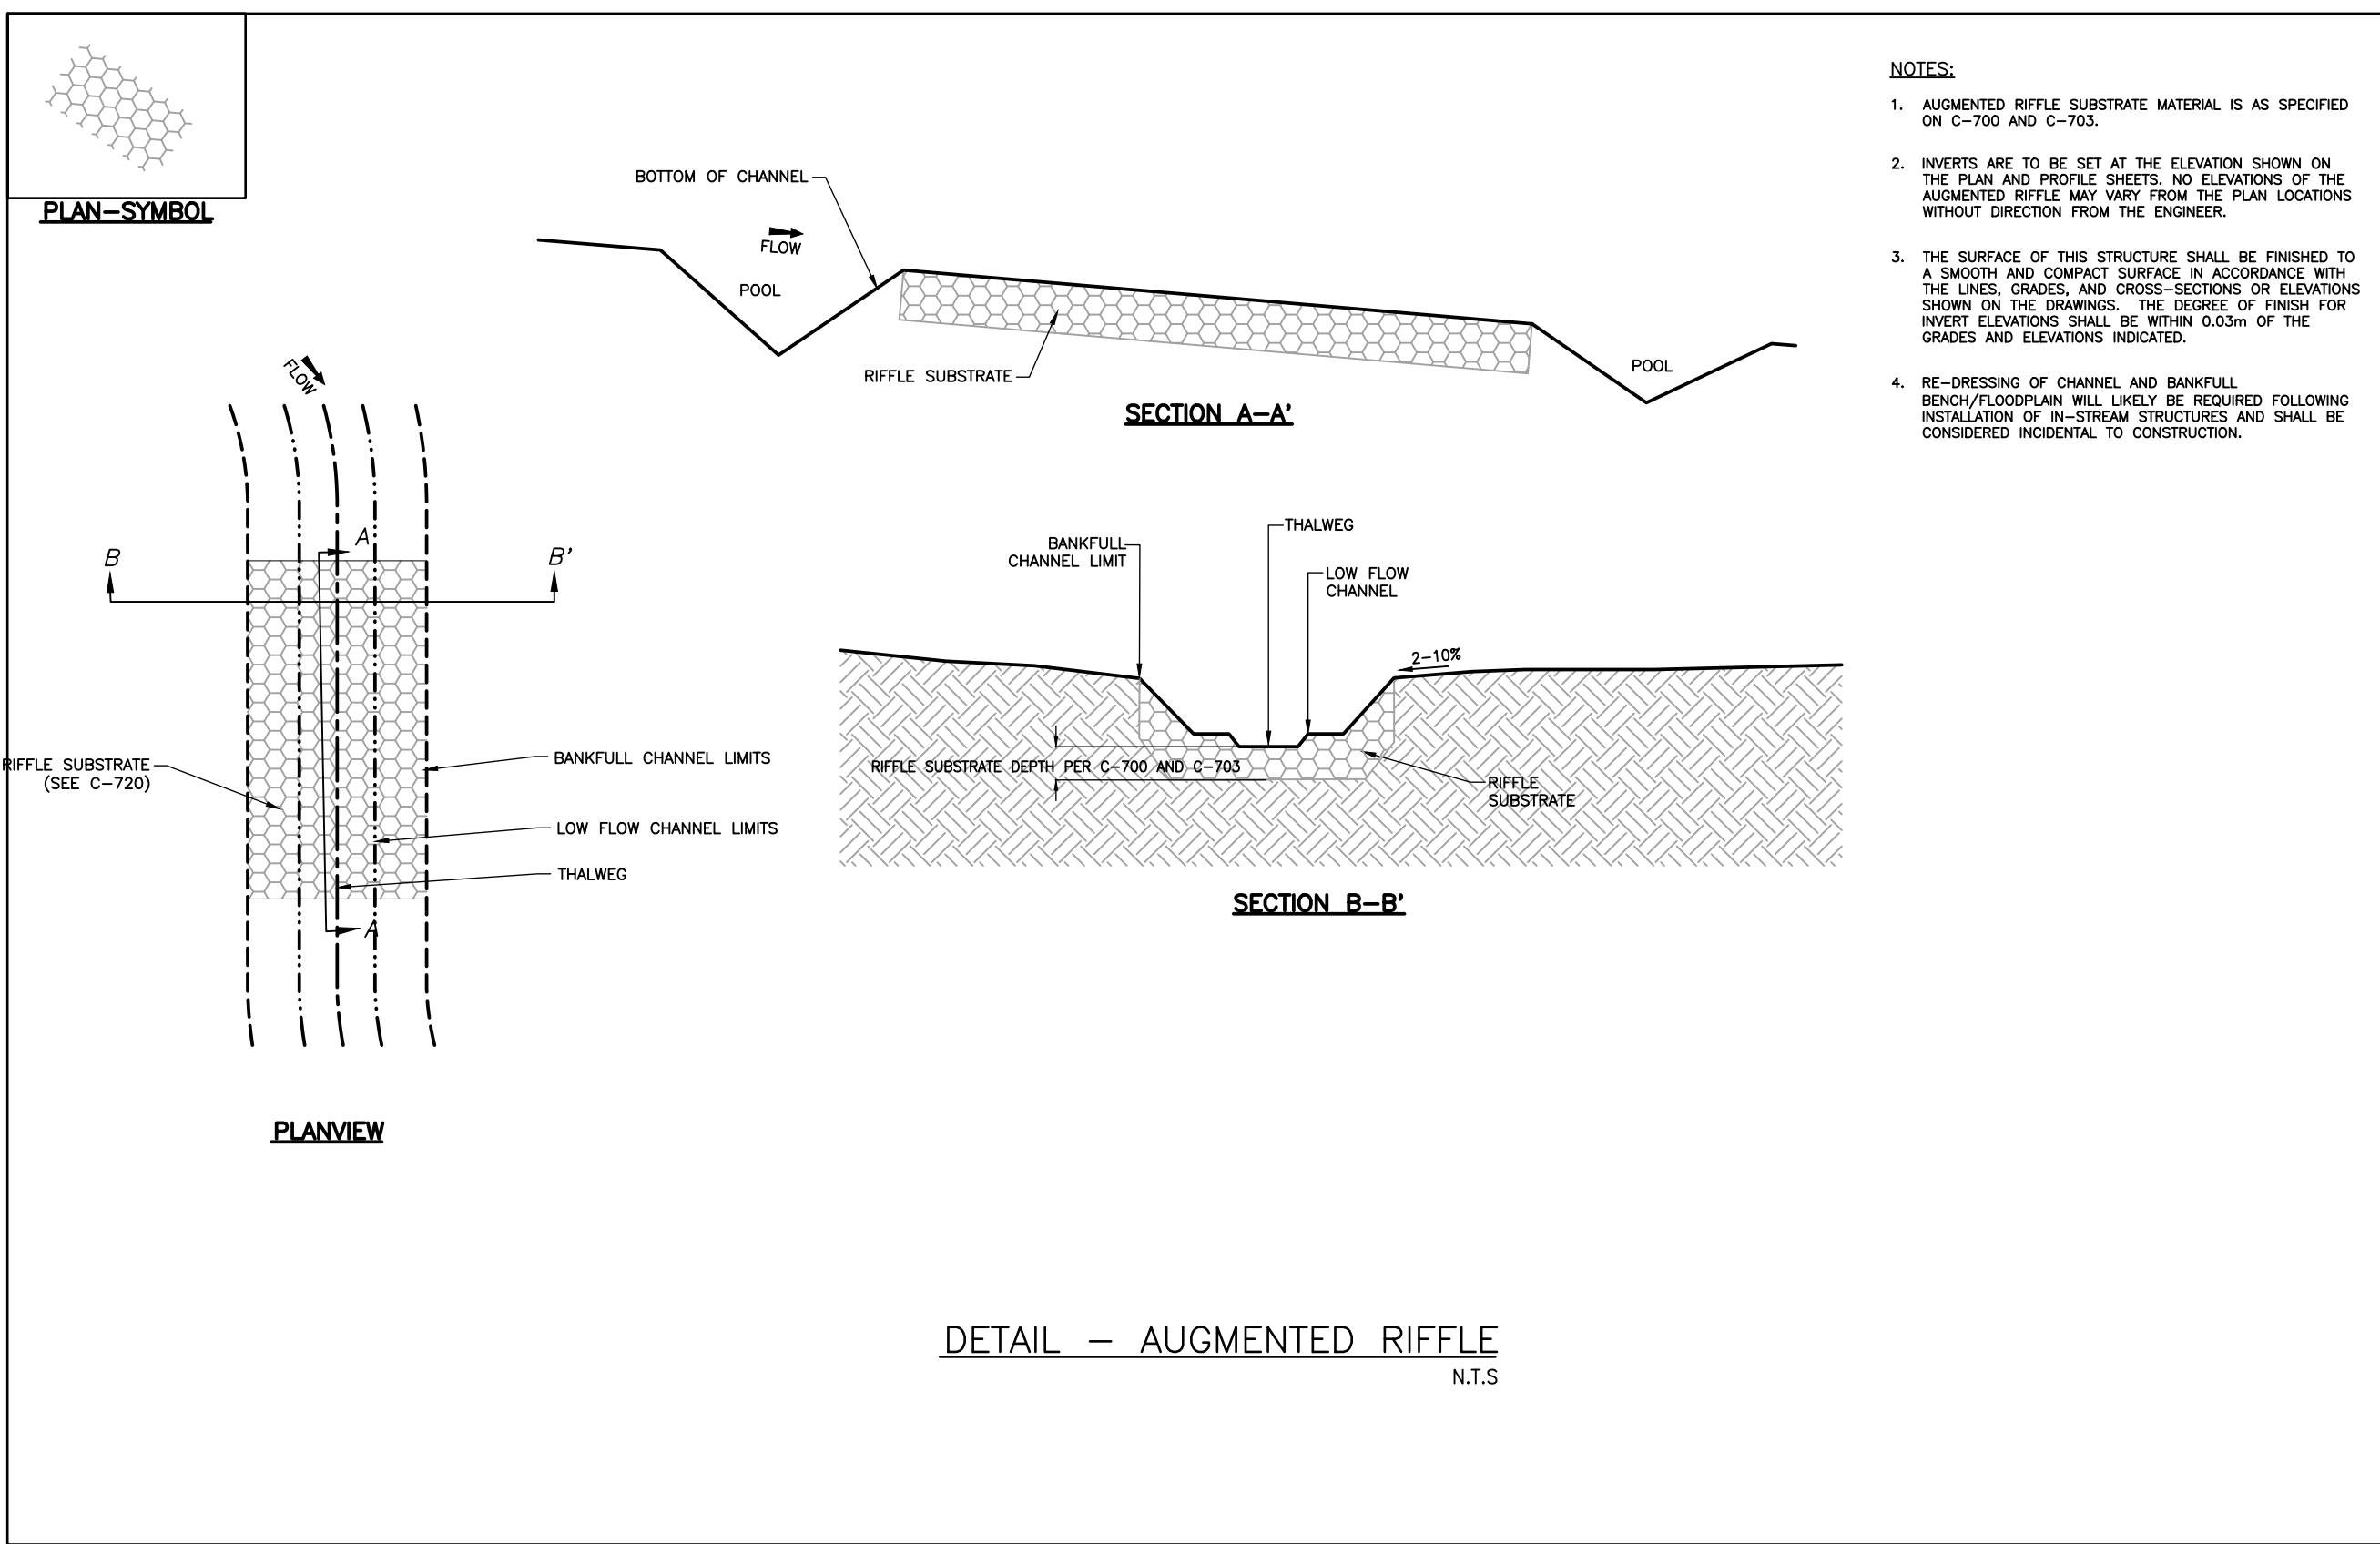 PLAN-SYMBOL
NOTES:
1. AUGMENTED RIFFLE SUBSTRATE MATERIAL IS AS SPECIFIED
ON C-700 AND C-703.
2. INVERTS ARE TO BE SET AT THE ELEVATION SHOWN ON
THE PLAN AND PROFILE SHEETS. NO ELEVATIONS OF THE
AUGMENTED RIFFLE MAY VARY FROM THE PLAN LOCATIONS
WITHOUT DIRECTION FROM THE ENGINEER.
3. THE SURFACE OF THIS STRUCTURE SHALL BE FINISHED TO
A SMOOTH AND COMPACT SURFACE IN ACCORDANCE WITH
THE LINES, GRADES, AND CROSS-SECTIONS OR ELEVATIONS
SHOWN ON THE DRAWINGS. THE DEGREE OF FINISH FOR
INVERT ELEVATIONS SHALL BE WITHIN 0.03m OF THE
GRADES AND ELEVATIONS INDICATED.
4. RE-DRESSING OF CHANNEL AND BANKFULL
BENCH/FLOODPLAIN WILL LIKELY BE REQUIRED FOLLOWING
INSTALLATION OF IN-STREAM STRUCTURES AND SHALL BE
CONSIDERED INCIDENTAL TO CONSTRUCTION.
BOTTOM OF CHANNEL
FLOW
POOL
RIFFLE SUBSTRATE
POOL
SECTION A-A'
FLOW
A
B
B'
RIFFLE SUBSTRATE
(SEE C-720)
BANKFULL CHANNEL LIMITS
LOW FLOW CHANNEL LIMITS
THALWEG
A
PLANVIEW
THALWEG
BANKFULL
CHANNEL LIMIT
LOW FLOW
CHANNEL
2-10%
RIFFLE SUBSTRATE DEPTH PER C-700 AND C-703
RIFFLE
SUBSTRATE
SECTION B-B'
DETAIL - AUGMENTED RIFFLE
N.T.S